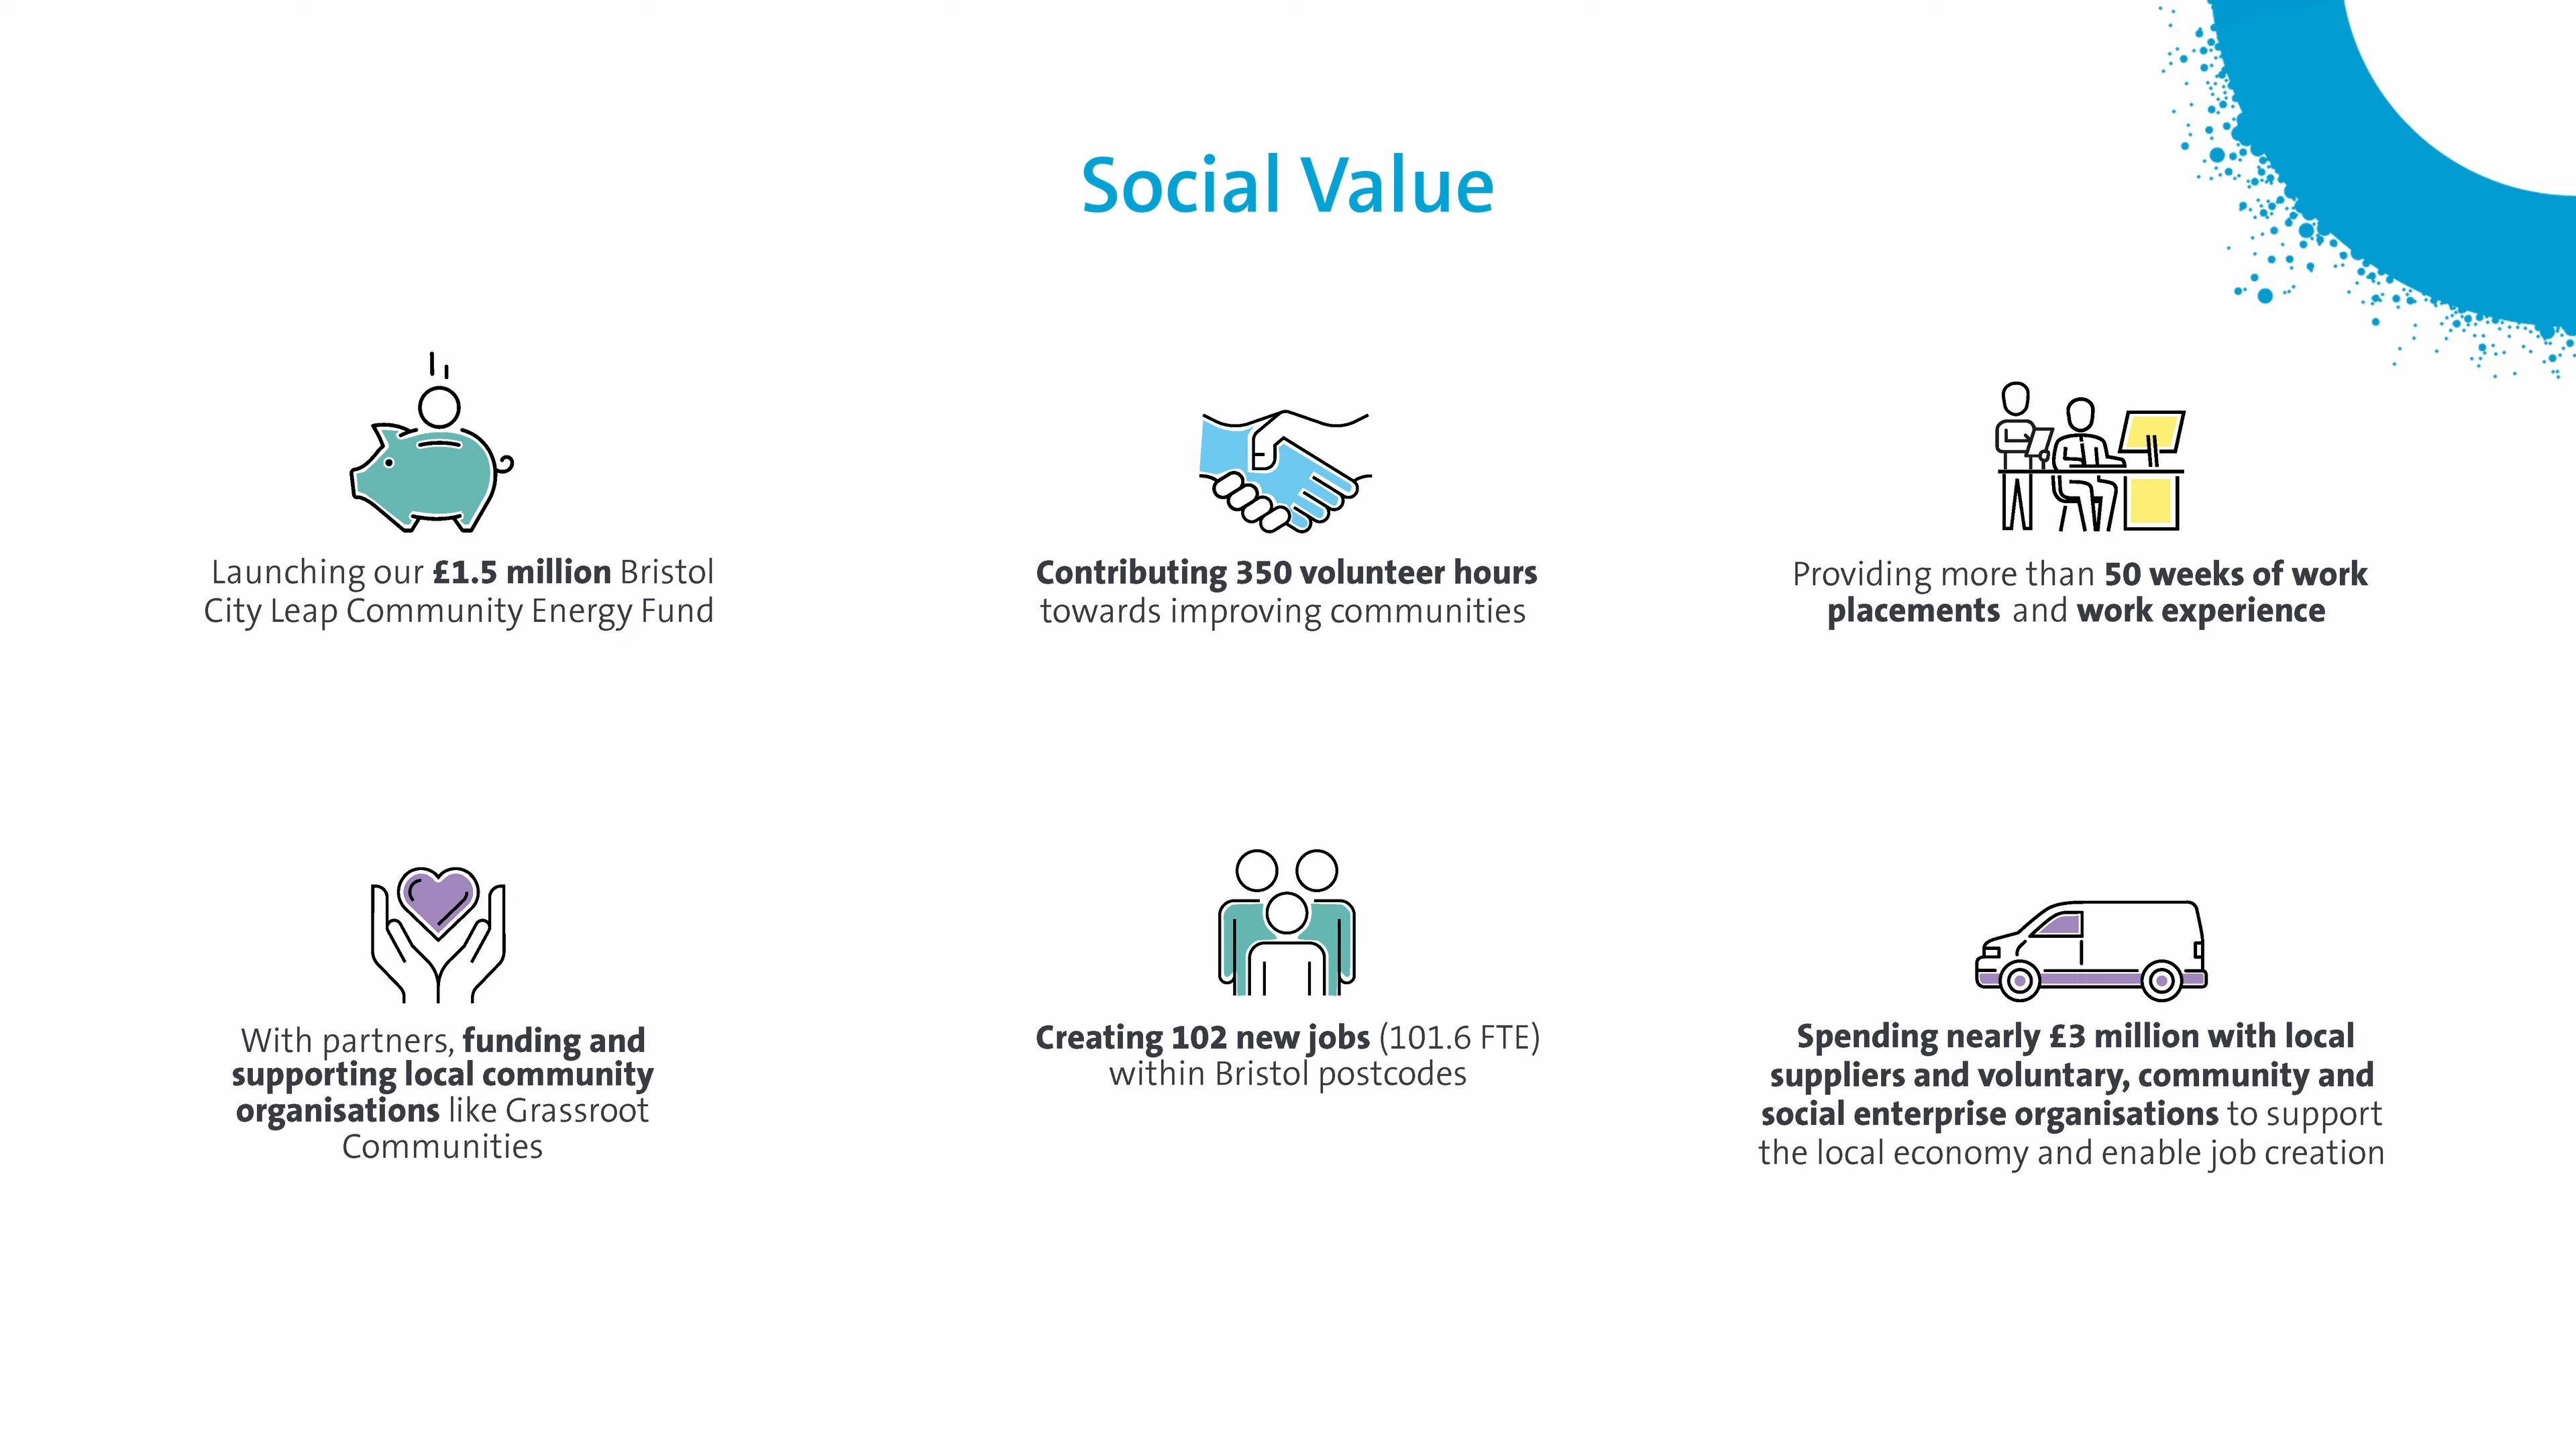 Social Value
Launching our £1.5 million Bristol
City Leap Community Energy Fund
Contributing 350 volunteer hours
towards improving communities
Providing more than 50 weeks of work
placements and work experience
With partners, funding and
supporting local community
organisations like Grassroot
Communities
Creating 102 new jobs (101.6 FTE)
within Bristol postcodes
Spending nearly £3 million with local
suppliers and voluntary, community and
social enterprise organisations to support
the local economy and enable job creation